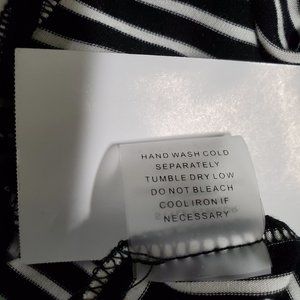 HAND WASH COLD
SEPARATELY
TUMBLE DRY LOW
DO NOT BLEACH
COOL IRON IF
NECESSARY